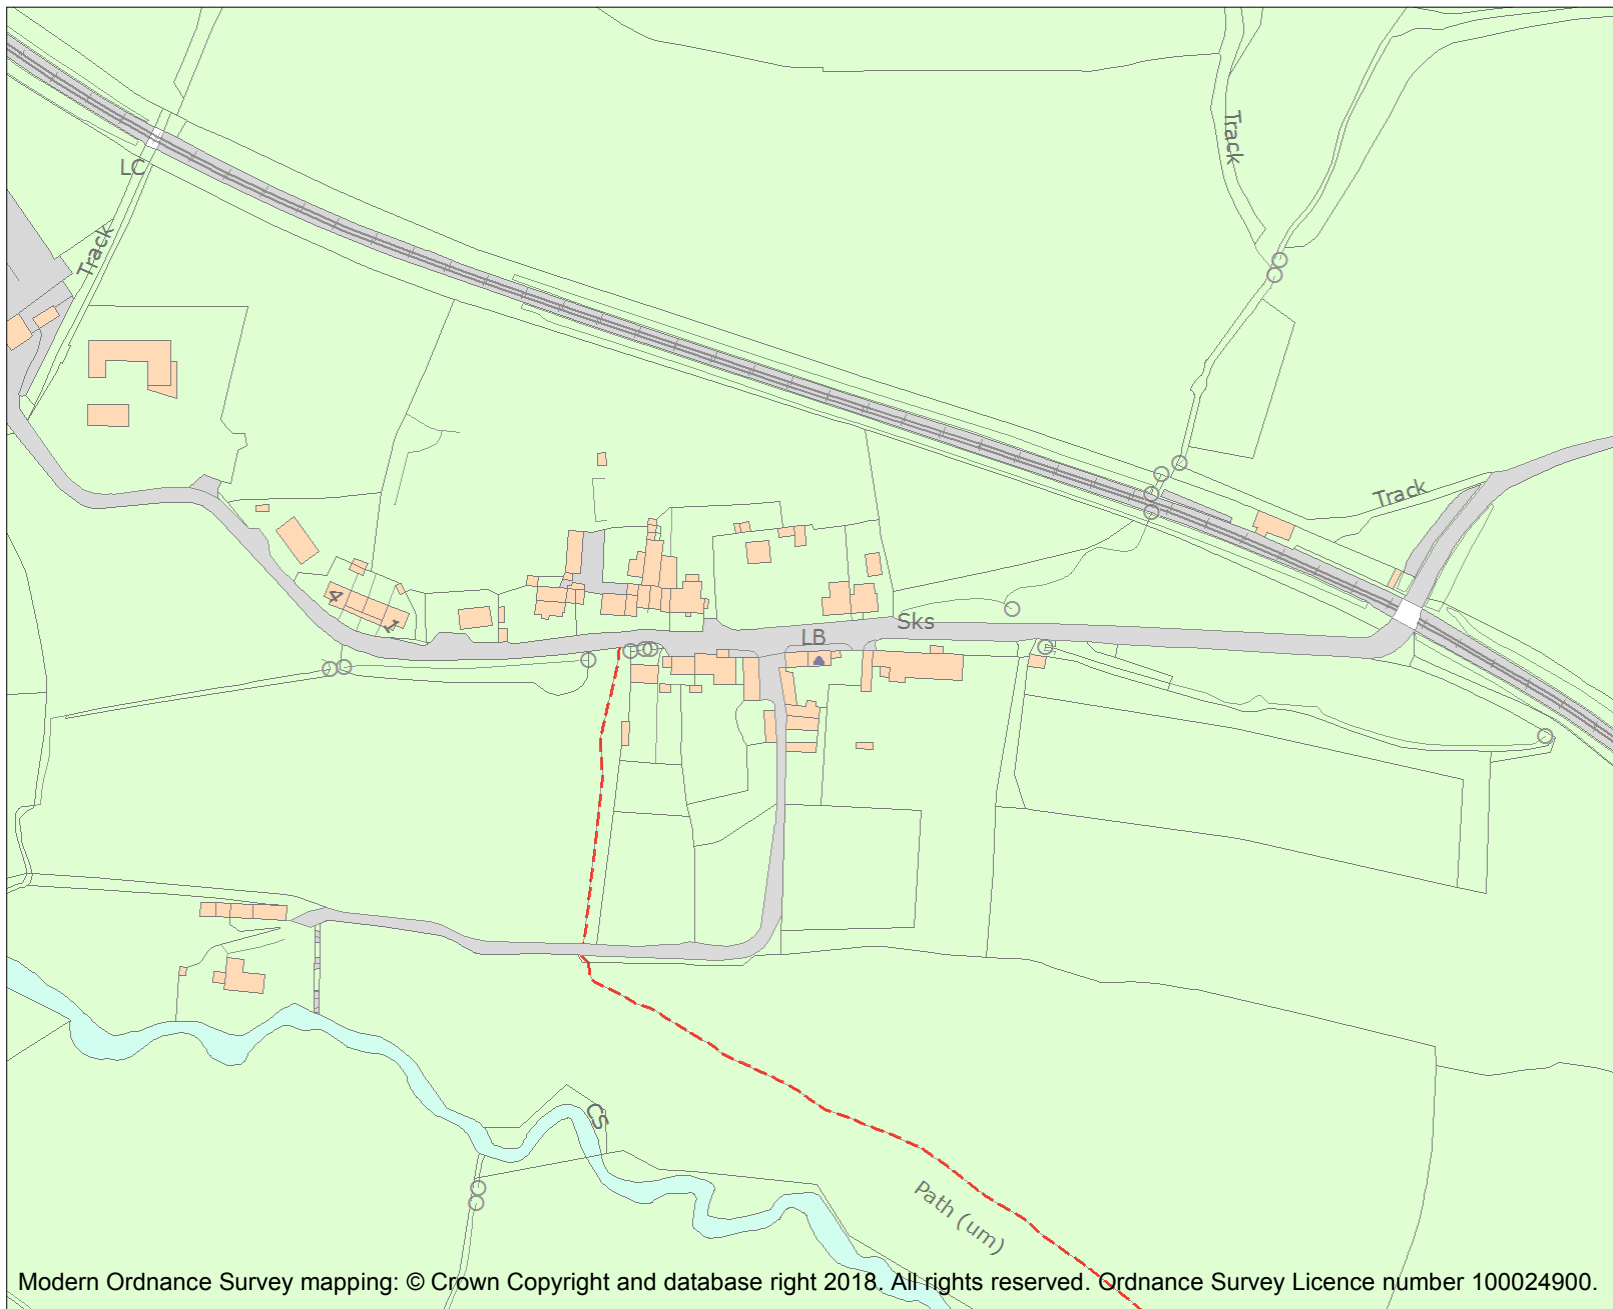 Track
LC
Track
Track
Sks
LB
4
1
CS
Path (um)
Modern Ordnance Survey mapping: © Crown Copyright and database right 2018. All rights reserved. Ordnance Survey Licence number 100024900.